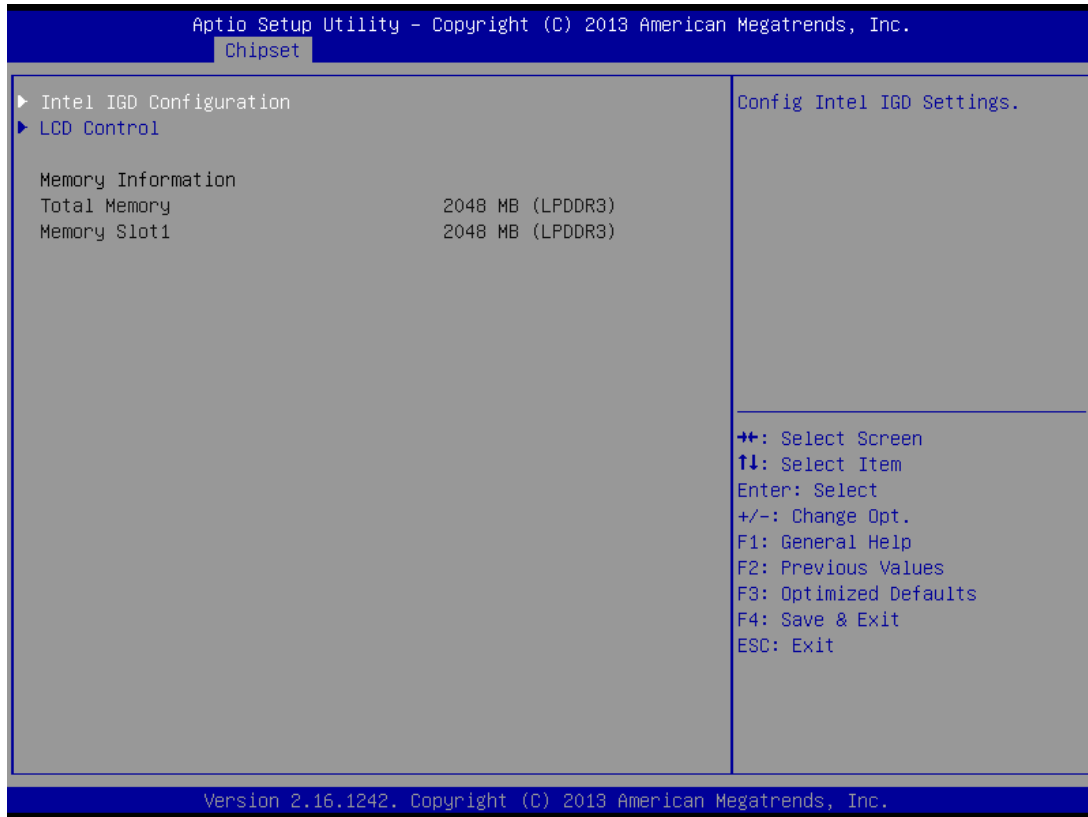 Aptio Setup Utility – Copyright (C) 2013 American Megatrends, Inc.
Chipset
► Intel IGD Configuration
► LCD Control
Memory Information
Total Memory 2048 MB (LPDDR3)
Memory Slot1 2048 MB (LPDDR3)
Config Intel IGD Settings.
→←: Select Screen
↑↓: Select Item
Enter: Select
+/-: Change Opt.
F1: General Help
F2: Previous Values
F3: Optimized Defaults
F4: Save & Exit
ESC: Exit
Version 2.16.1242. Copyright (C) 2013 American Megatrends, Inc.